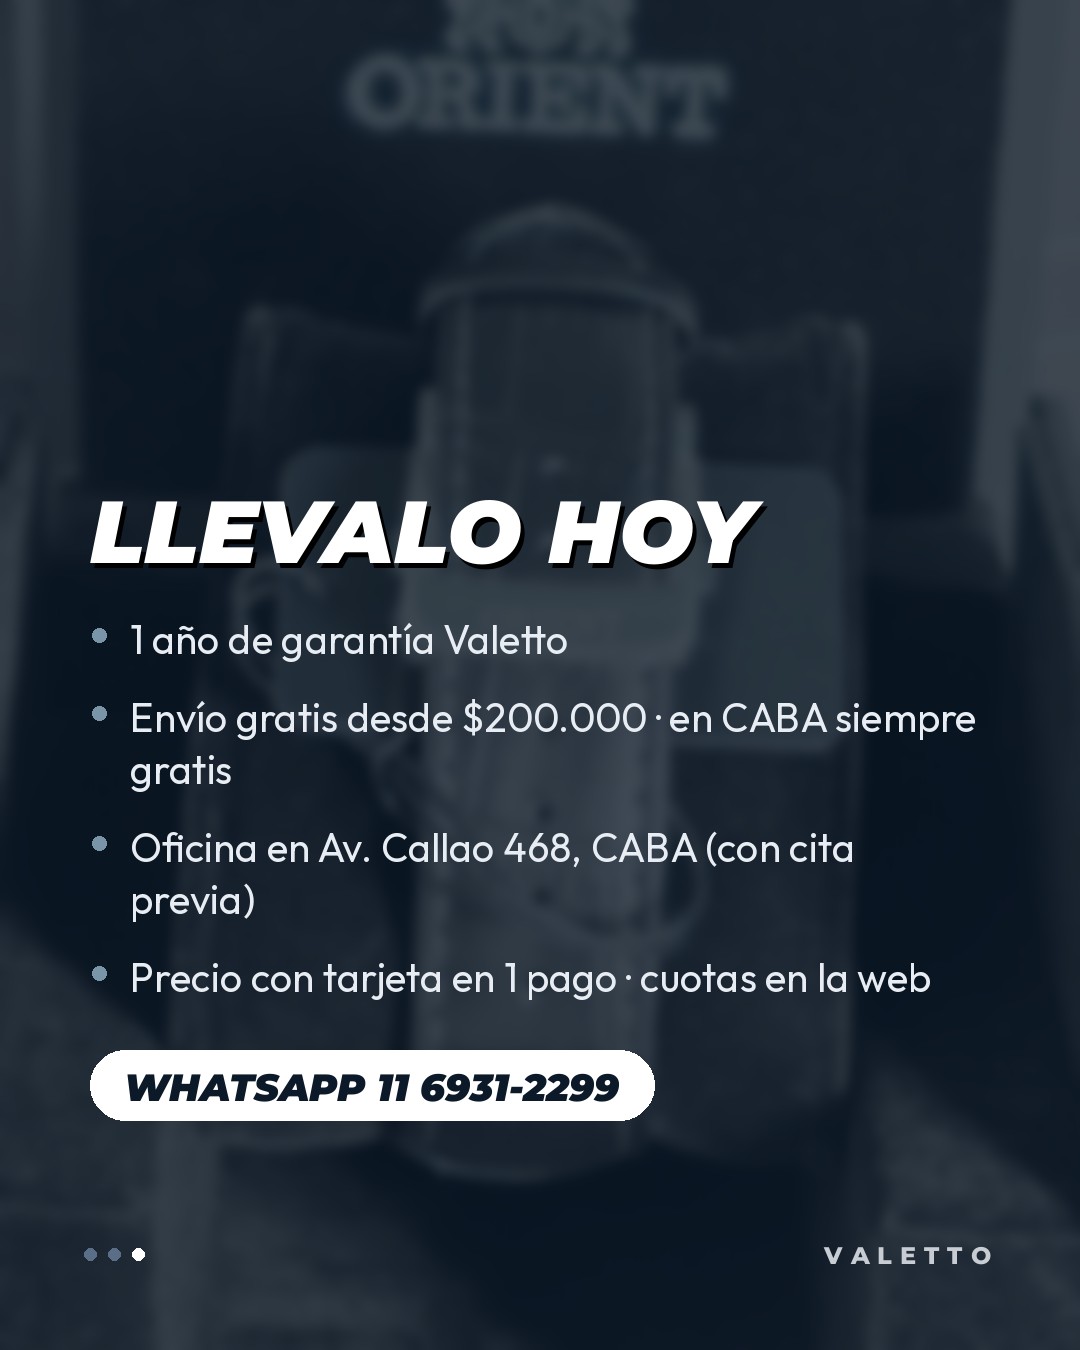 ORIENT
LLEVALO HOY
1 año de garantía Valetto
Envío gratis desde $200.000 · en CABA siempre
gratis
Oficina en Av. Callao 468, CABA (con cita
previa)
Precio con tarjeta en 1 pago · cuotas en la web
WHATSAPP 11 6931-2299
VALETTO